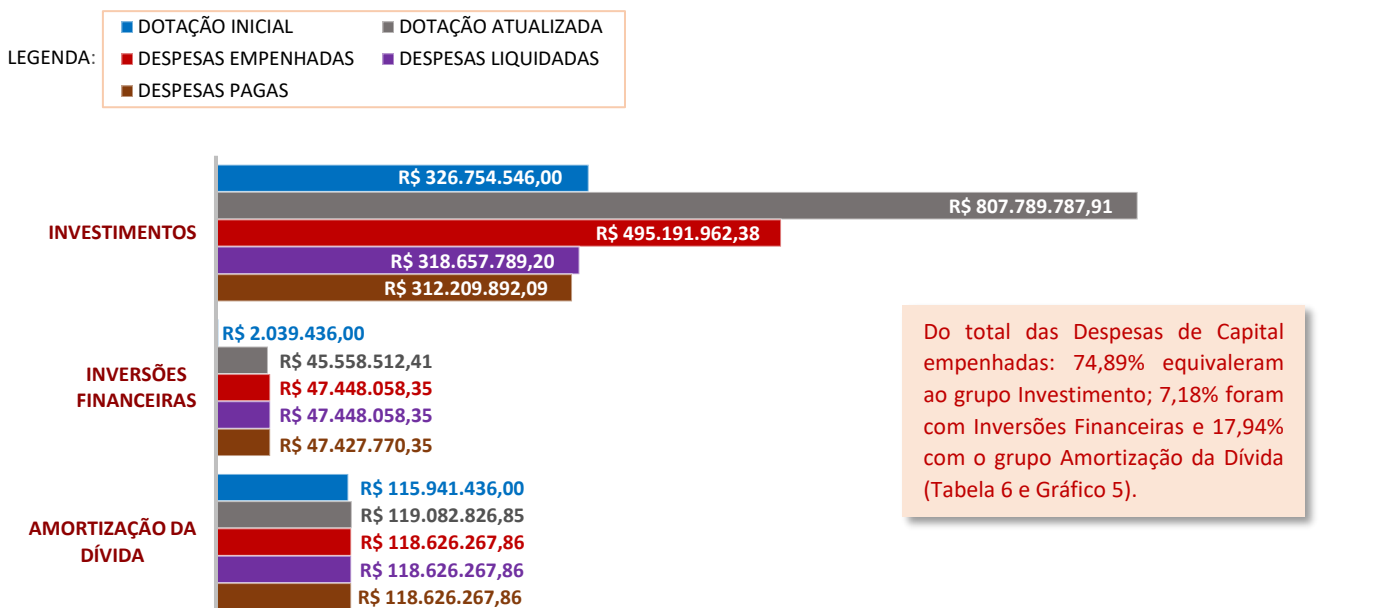 LEGENDA:
DOTAÇÃO INICIAL
DOTAÇÃO ATUALIZADA
DESPESAS EMPENHADAS
DESPESAS LIQUIDADAS
DESPESAS PAGAS
INVESTIMENTOS
R$ 326.754.546,00
R$ 807.789.787,91
R$ 495.191.962,38
R$ 318.657.789,20
R$ 312.209.892,09
INVERSÕES
FINANCEIRAS
R$ 2.039.436,00
R$ 45.558.512,41
R$ 47.448.058,35
R$ 47.448.058,35
R$ 47.427.770,35
AMORTIZAÇÃO DA
DÍVIDA
R$ 115.941.436,00
R$ 119.082.826,85
R$ 118.626.267,86
R$ 118.626.267,86
R$ 118.626.267,86
Do total das Despesas de Capital
empenhadas: 74,89% equivaleram
ao grupo Investimento; 7,18% foram
com Inversões Financeiras e 17,94%
com o grupo Amortização da Dívida
(Tabela 6 e Gráfico 5).